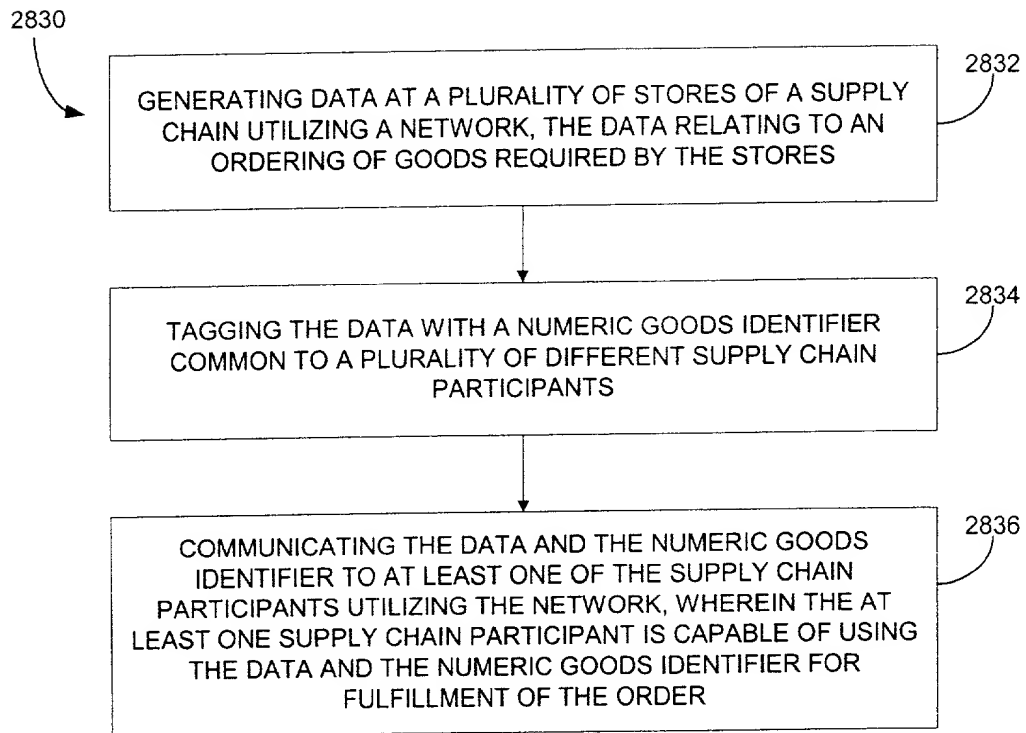 2830
2832
GENERATING DATA AT A PLURALITY OF STORES OF A SUPPLY
CHAIN UTILIZING A NETWORK, THE DATA RELATING TO AN
ORDERING OF GOODS REQUIRED BY THE STORES
2834
TAGGING THE DATA WITH A NUMERIC GOODS IDENTIFIER
COMMON TO A PLURALITY OF DIFFERENT SUPPLY CHAIN
PARTICIPANTS
2836
COMMUNICATING THE DATA AND THE NUMERIC GOODS
IDENTIFIER TO AT LEAST ONE OF THE SUPPLY CHAIN
PARTICIPANTS UTILIZING THE NETWORK, WHEREIN THE AT
LEAST ONE SUPPLY CHAIN PARTICIPANT IS CAPABLE OF USING
THE DATA AND THE NUMERIC GOODS IDENTIFIER FOR
FULFILLMENT OF THE ORDER